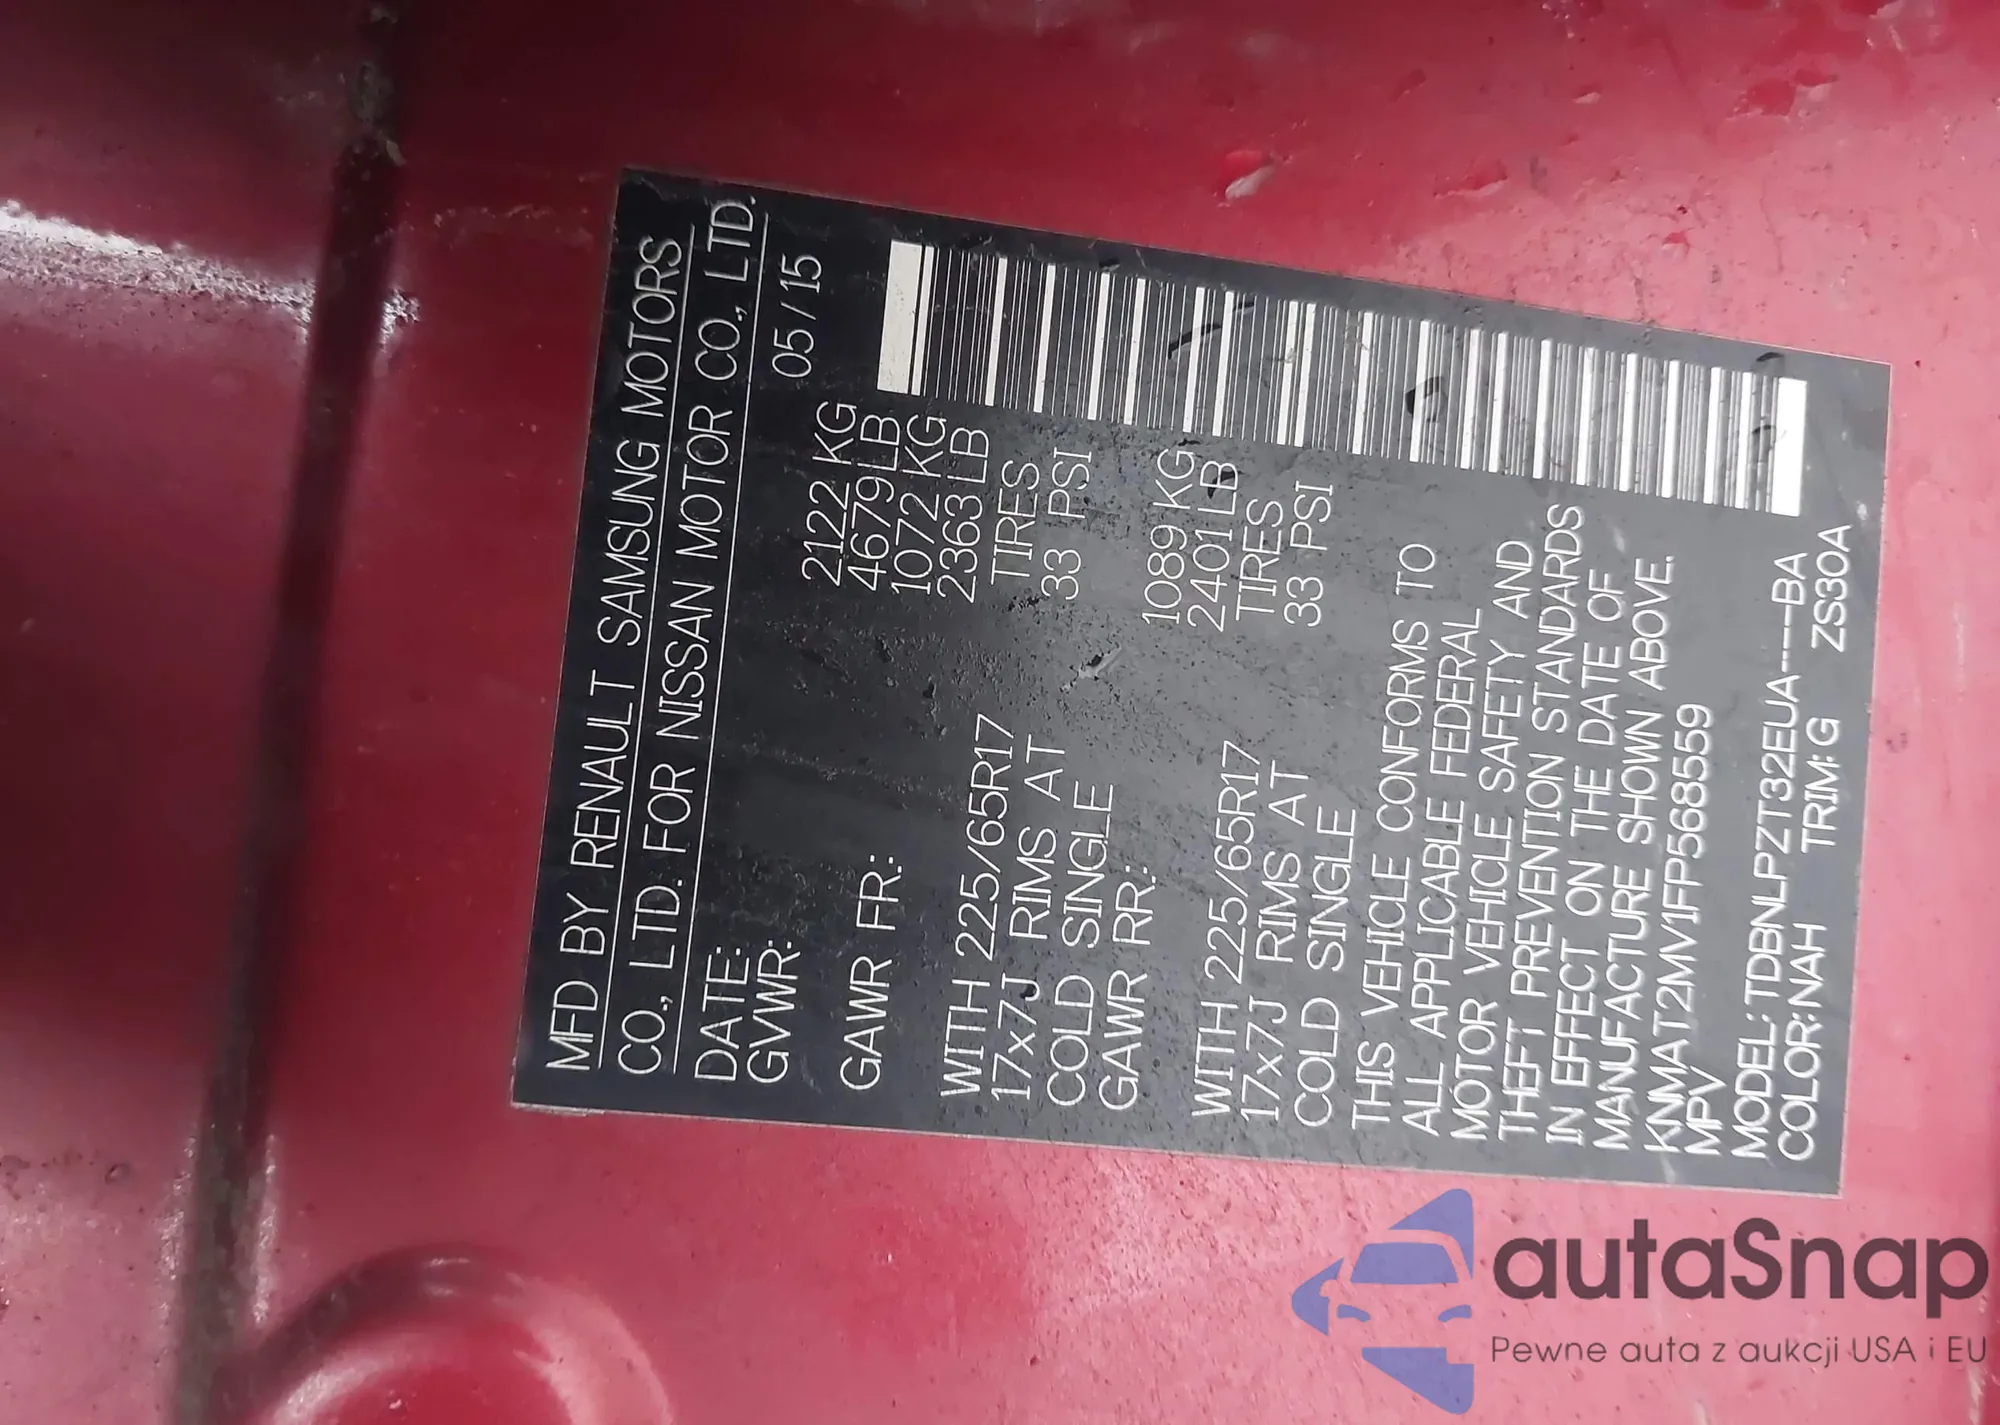 MFD BY RENAULT SAMSUNG MOTORS
CO., LTD. FOR NISSAN MOTOR CO., LTD.
DATE: 05/15
GVWR: 2122 KG
4679 LB
GAWR FR.: 1072 KG
2363 LB
WITH 225/65R17 TIRES
17x7J RIMS AT 33 PSI
COLD SINGLE
GAWR RR.: 1089 KG
2401 LB
WITH 225/65R17 TIRES
17x7J RIMS AT 33 PSI
COLD SINGLE
THIS VEHICLE CONFORMS TO
ALL APPLICABLE FEDERAL
MOTOR VEHICLE SAFETY AND
THEFT PREVENTION STANDARDS
IN EFFECT ON THE DATE OF
MANUFACTURE SHOWN ABOVE.
KNMAT2MV1FP568559
MPV
MODEL: TDBNLPZT32EUA----BA
COLOR: NAH TRIM: G ZS30A
autaSnap
Pewne auta z aukcji USA i EU